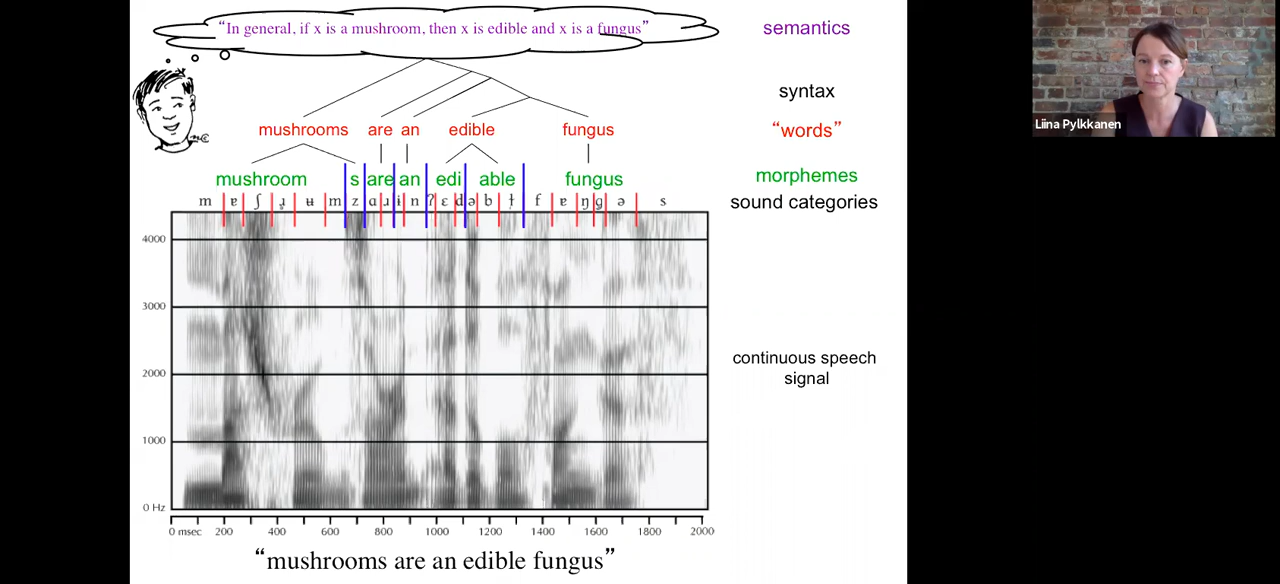 “In general, if x is a mushroom, then x is edible and x is a fungus”
semantics
Liina Pylkkanen
syntax
mushrooms are an edible fungus
“words”
mushroom s are an edi able fungus
morphemes
sound categories
4000
3000
2000
1000
0 Hz
continuous speech
signal
0 msec 200 400 600 800 1000 1200 1400 1600 1800 2000
“mushrooms are an edible fungus”